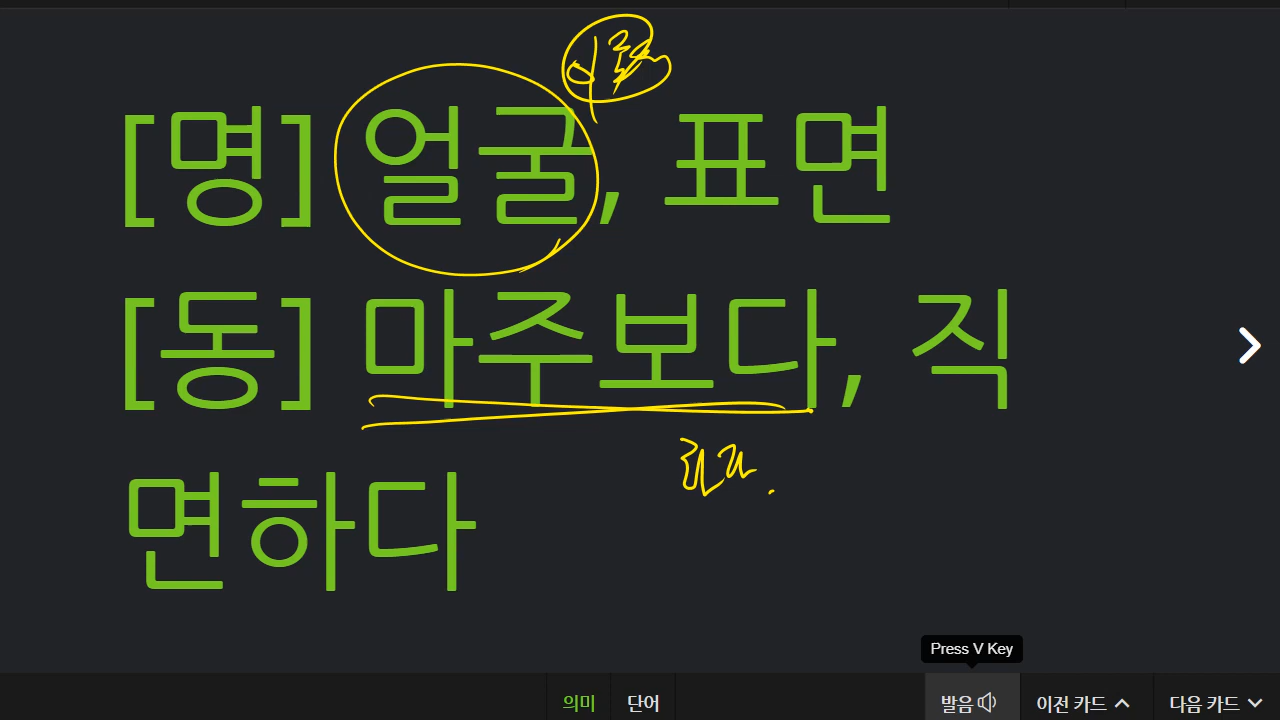 [명] 얼굴, 표면
[동] 마주보다, 직
면하다
Press V Key
의미 단어 발음 이전 카드 다음 카드